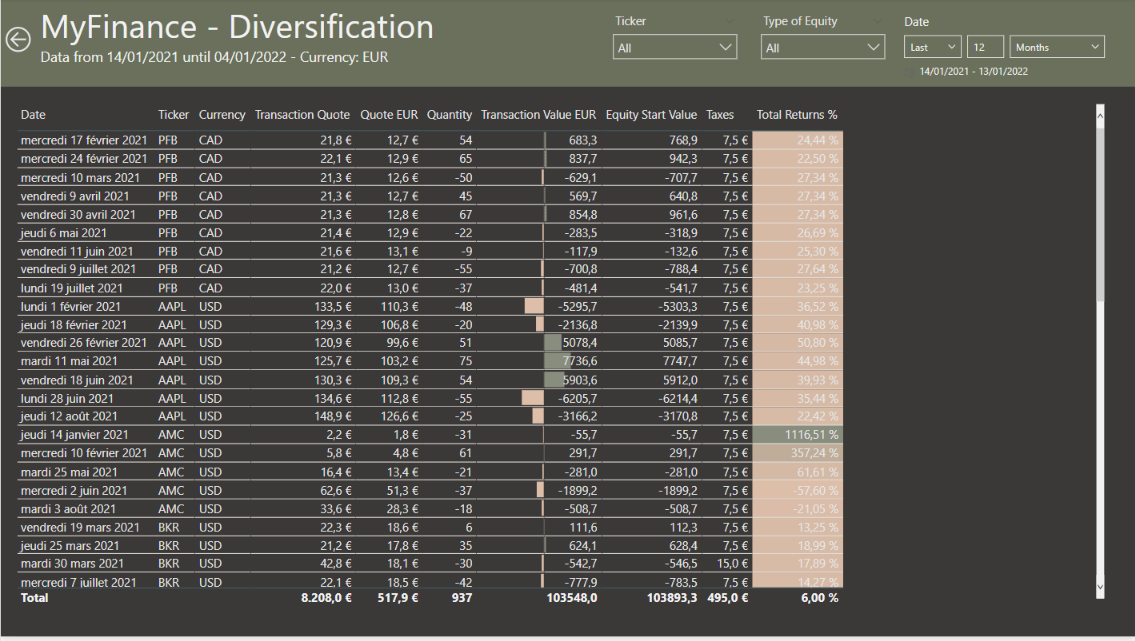 MyFinance - Diversification
Data from 14/01/2021 until 04/01/2022 - Currency: EUR
Ticker
All
Type of Equity
All
Date
Last
12
Months
14/01/2021 - 13/01/2022
Date Ticker Currency Transaction Quote Quote EUR Quantity Transaction Value EUR Equity Start Value Taxes Total Returns %
mercredi 17 février 2021 PFB CAD 21,8 € 12,7 € 54 683,3 768,9 7,5 € 24,44 %
mercredi 24 février 2021 PFB CAD 22,1 € 12,9 € 65 837,7 942,3 7,5 € 22,50 %
mercredi 10 mars 2021 PFB CAD 21,3 € 12,6 € -50 -629,1 -707,7 7,5 € 27,34 %
vendredi 9 avril 2021 PFB CAD 21,3 € 12,7 € 45 569,7 640,8 7,5 € 27,34 %
vendredi 30 avril 2021 PFB CAD 21,3 € 12,8 € 67 854,8 961,6 7,5 € 27,34 %
jeudi 6 mai 2021 PFB CAD 21,4 € 12,9 € -22 -283,5 -318,9 7,5 € 26,69 %
vendredi 11 juin 2021 PFB CAD 21,6 € 13,1 € -9 -117,9 -132,6 7,5 € 25,30 %
vendredi 9 juillet 2021 PFB CAD 21,2 € 12,7 € -55 -700,8 -788,4 7,5 € 27,64 %
lundi 19 juillet 2021 PFB CAD 22,0 € 13,0 € -37 -481,4 -541,7 7,5 € 23,25 %
lundi 1 février 2021 AAPL USD 133,5 € 110,3 € -48 -5295,7 -5303,3 7,5 € 36,52 %
jeudi 18 février 2021 AAPL USD 129,3 € 106,8 € -20 -2136,8 -2139,9 7,5 € 40,98 %
vendredi 26 février 2021 AAPL USD 120,9 € 99,6 € 51 5078,4 5085,7 7,5 € 50,80 %
mardi 11 mai 2021 AAPL USD 125,7 € 103,2 € 75 7736,6 7747,7 7,5 € 44,98 %
vendredi 18 juin 2021 AAPL USD 130,3 € 109,3 € 54 5903,6 5912,0 7,5 € 39,93 %
lundi 28 juin 2021 AAPL USD 134,6 € 112,8 € -55 -6205,7 -6214,4 7,5 € 35,44 %
jeudi 12 août 2021 AAPL USD 148,9 € 126,6 € -25 -3166,2 -3170,8 7,5 € 22,42 %
jeudi 14 janvier 2021 AMC USD 2,2 € 1,8 € -31 -55,7 -55,7 7,5 € 1116,51 %
mercredi 10 février 2021 AMC USD 5,8 € 4,8 € 61 291,7 291,7 7,5 € 357,24 %
mardi 25 mai 2021 AMC USD 16,4 € 13,4 € -21 -281,0 -281,0 7,5 € 61,61 %
mercredi 2 juin 2021 AMC USD 62,6 € 51,3 € -37 -1899,2 -1899,2 7,5 € -57,60 %
mardi 3 août 2021 AMC USD 33,6 € 28,3 € -18 -508,7 -508,7 7,5 € -21,05 %
vendredi 19 mars 2021 BKR USD 22,3 € 18,6 € 6 111,6 112,3 7,5 € 13,25 %
jeudi 25 mars 2021 BKR USD 21,2 € 17,8 € 35 624,1 628,4 7,5 € 18,99 %
mardi 30 mars 2021 BKR USD 42,8 € 18,1 € -30 -542,7 -546,5 15,0 € 17,89 %
mercredi 7 juillet 2021 BKR USD 22,1 € 18,5 € -42 -777,9 -783,5 7,5 € 14,27 %
Total 8.208,0 € 517,9 € 937 103548,0 103893,3 495,0 € 6,00 %